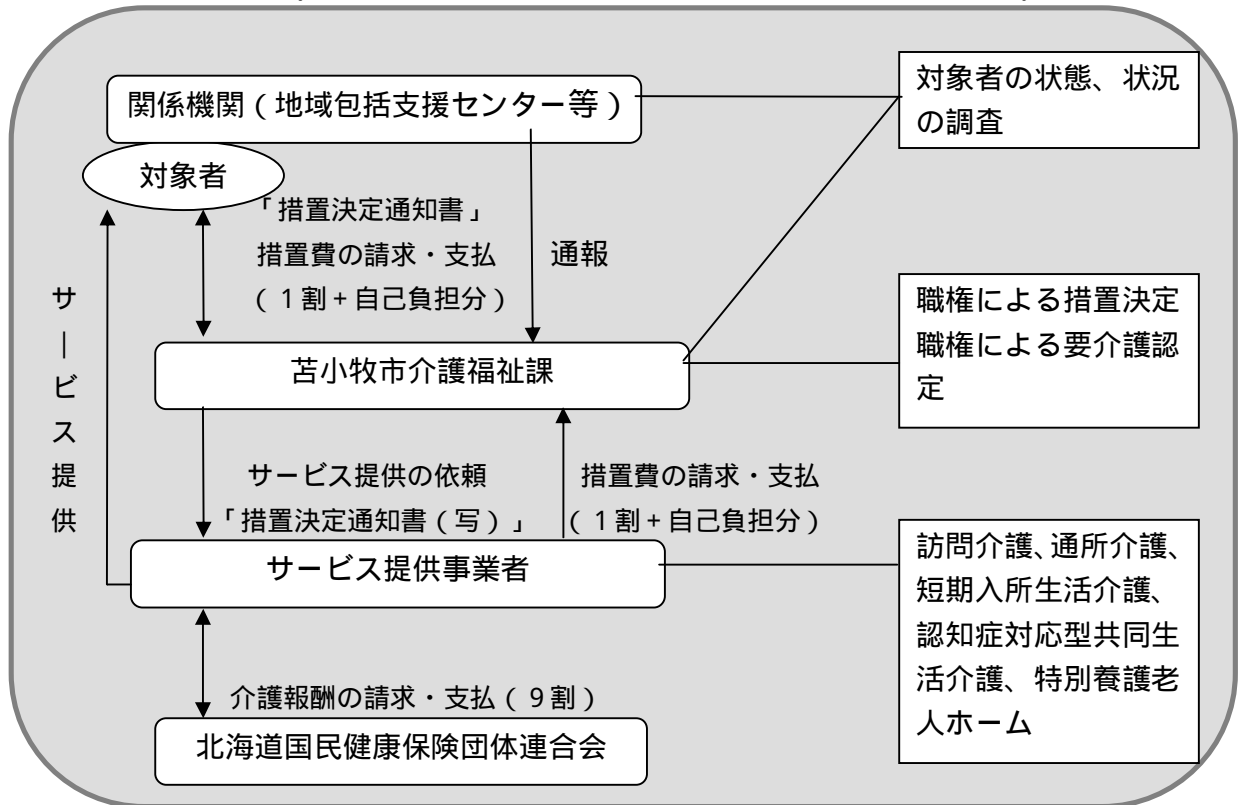 関係機関(地域包括支援センター等)
対象者の状態、状況
の調査
対象者
「措置決定通知書」
措置費の請求・支払
(1割+自己負担分)
通報
サービス提供
苫小牧市介護福祉課
職権による措置決定
職権による要介護認
定
サービス提供の依頼
「措置決定通知書(写)」
措置費の請求・支払
(1割+自己負担分)
サービス提供事業者
訪問介護、通所介護、
短期入所生活介護、
認知症対応型共同生
活介護、特別養護老
人ホーム
介護報酬の請求・支払(9割)
北海道国民健康保険団体連合会